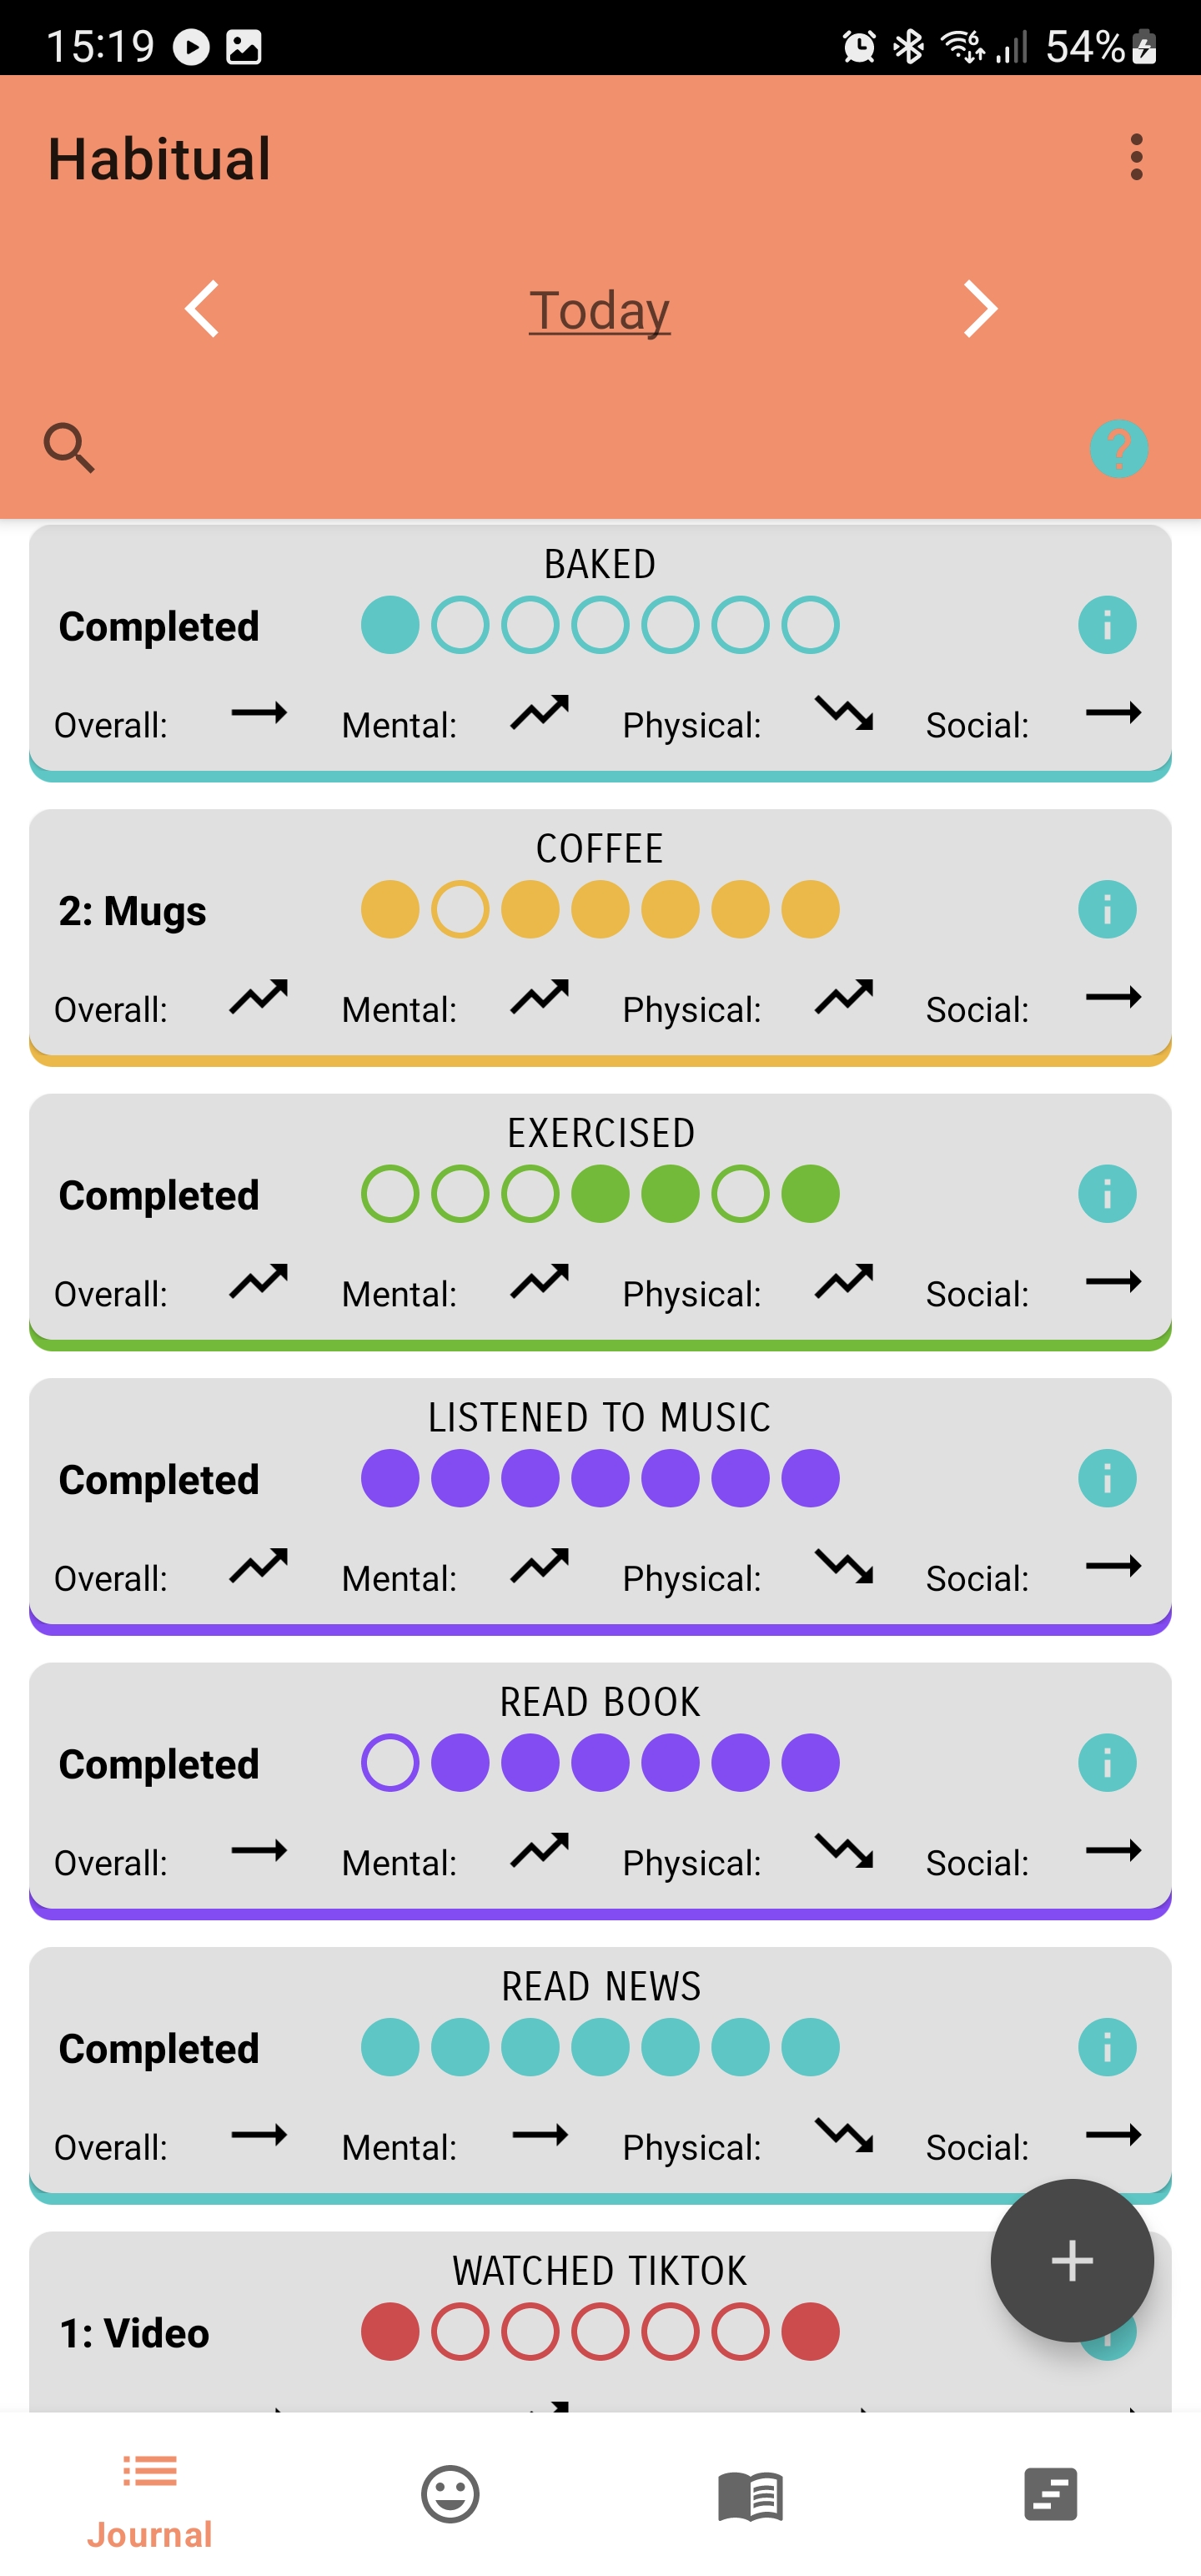 15:19 54%
Habitual
Today
?
BAKED
Completed
Overall: Mental: Physical: Social:
COFFEE
2: Mugs
Overall: Mental: Physical: Social:
EXERCISED
Completed
Overall: Mental: Physical: Social:
LISTENED TO MUSIC
Completed
Overall: Mental: Physical: Social:
READ BOOK
Completed
Overall: Mental: Physical: Social:
READ NEWS
Completed
Overall: Mental: Physical: Social:
WATCHED TIKTOK
1: Video
Journal